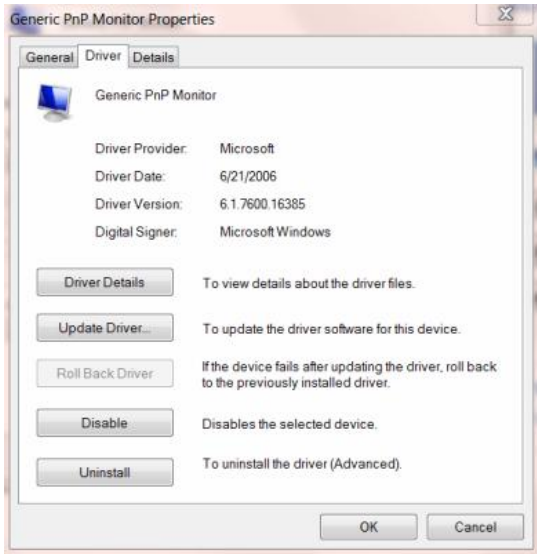 Generic PnP Monitor Properties
General Driver Details
Generic PnP Monitor
Driver Provider: Microsoft
Driver Date: 6/21/2006
Driver Version: 6.1.7600.16385
Digital Signer: Microsoft Windows
Driver Details To view details about the driver files.
Update Driver... To update the driver software for this device.
Roll Back Driver If the device fails after updating the driver, roll back
to the previously installed driver.
Disable Disables the selected device.
Uninstall To uninstall the driver (Advanced).
OK Cancel